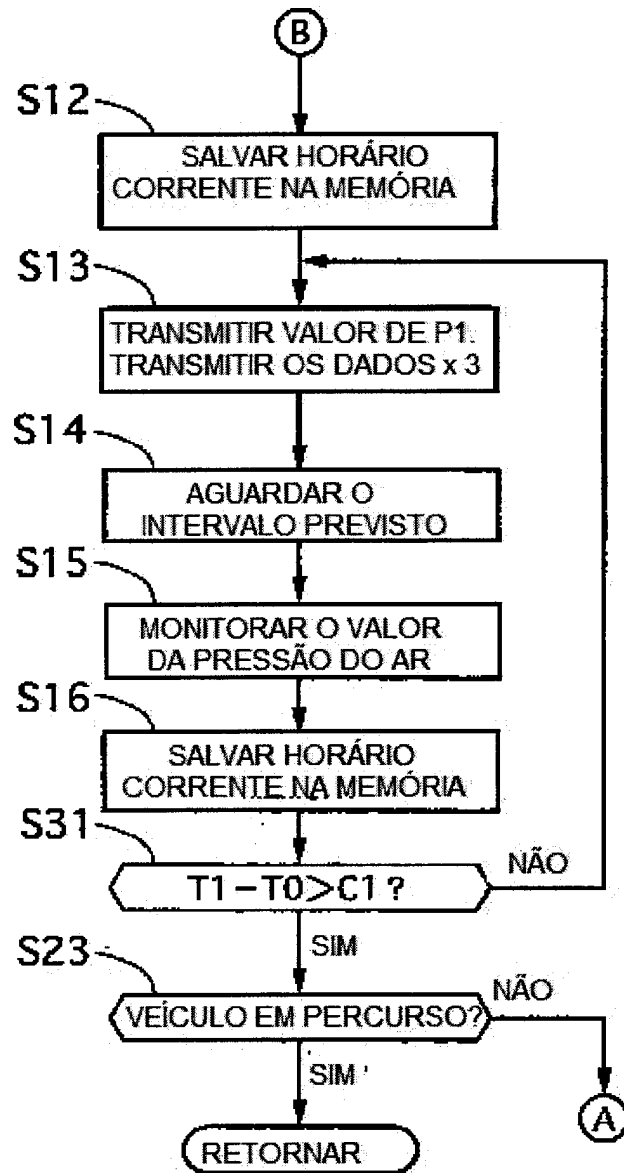 B
S12
SALVAR HORÁRIO
CORRENTE NA MEMÓRIA
S13
TRANSMITIR VALOR DE P1.
TRANSMITIR OS DADOS x 3
S14
AGUARDAR O
INTERVALO PREVISTO
S15
MONITORAR O VALOR
DA PRESSÃO DO AR
S16
SALVAR HORÁRIO
CORRENTE NA MEMÓRIA
S31
T1-T0>C1?
NÃO
SIM
S23
VEÍCULO EM PERCURSO?
NÃO
SIM
A
RETORNAR